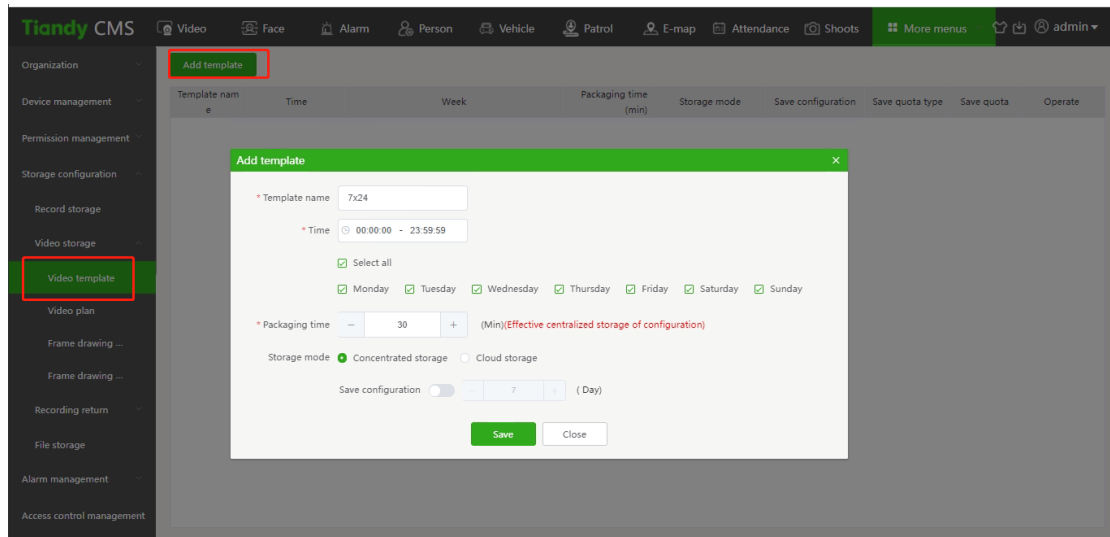 Tiandy CMS Video Face Alarm Person Vehicle Patrol E-map Attendance Shoots More menus admin
Organization
Device management
Permission management
Storage configuration
Record storage
Video storage
Video template
Video plan
Frame drawing ...
Frame drawing ...
Recording return
File storage
Alarm management
Access control management
Add template
Template nam
e
Time
Week
Packaging time
(min)
Storage mode
Save configuration
Save quota type
Save quota
Operate
Add template
* Template name 7x24
* Time 00:00:00 - 23:59:59
Select all
Monday Tuesday Wednesday Thursday Friday Saturday Sunday
* Packaging time − 30 + (Min)(Effective centralized storage of configuration)
Storage mode Concentrated storage Cloud storage
Save configuration − 7 + ( Day)
Save Close